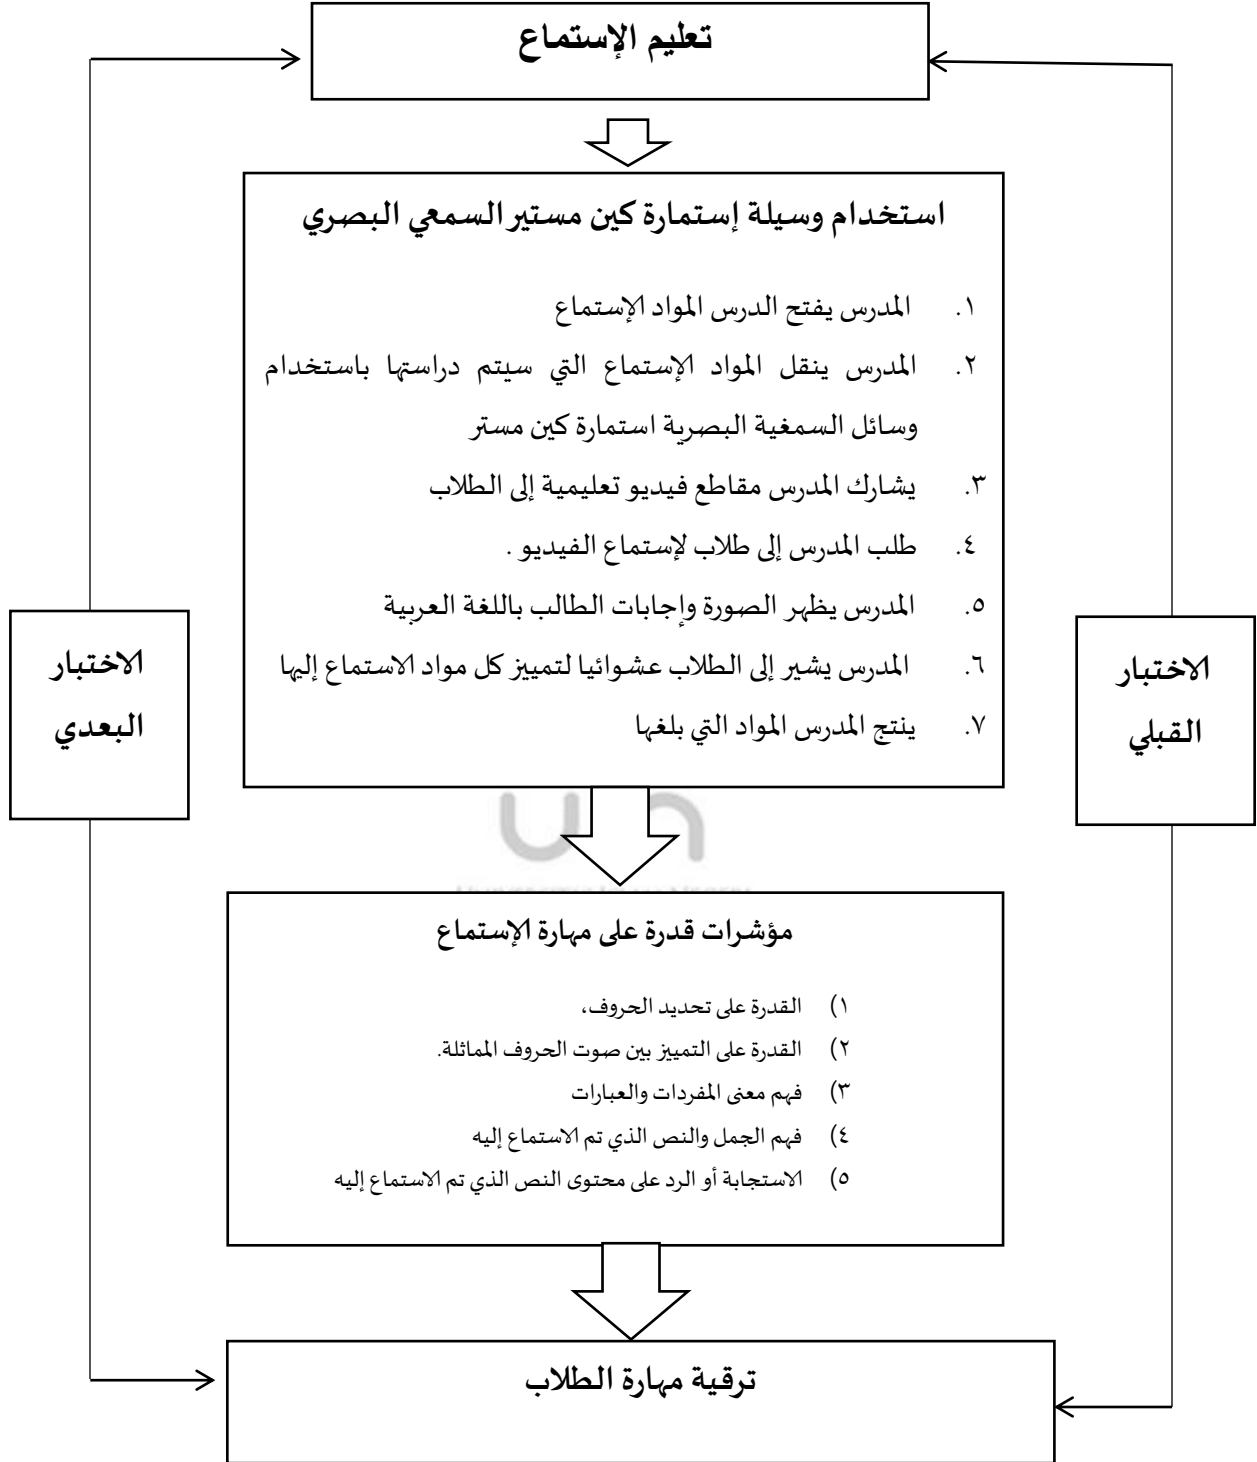 تعليم الإستماع
استخدام وسيلة إستمارة كين مستير السمعي البصري
١. المدرس يفتح الدرس المواد الإستماع
٢. المدرس ينقل المواد الإستماع التي سيتم دراستها باستخدام
وسائل السمغية البصرية استمارة كين مستر
٣. يشارك المدرس مقاطع فيديو تعليمية إلى الطلاب
٤. طلب المدرس إلى طلاب لإستماع الفيديو .
٥. المدرس يظهر الصورة وإجابات الطالب باللغة العربية
٦. المدرس يشير إلى الطلاب عشوائيا لتمييز كل مواد الاستماع إليها
٧. ينتج المدرس المواد التي بلغها
الاختبار
القبلي
الاختبار
البعدي
مؤشرات قدرة على مهارة الإستماع
١) القدرة على تحديد الحروف،
٢) القدرة على التمييز بين صوت الحروف المماثلة.
٣) فهم معنى المفردات والعبارات
٤) فهم الجمل والنص الذي تم الاستماع إليه
٥) الاستجابة أو الرد على محتوى النص الذي تم الاستماع إليه
ترقية مهارة الطلاب